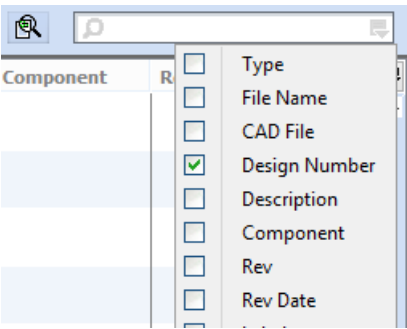 Component
R
Type
File Name
CAD File
Design Number
Description
Component
Rev
Rev Date